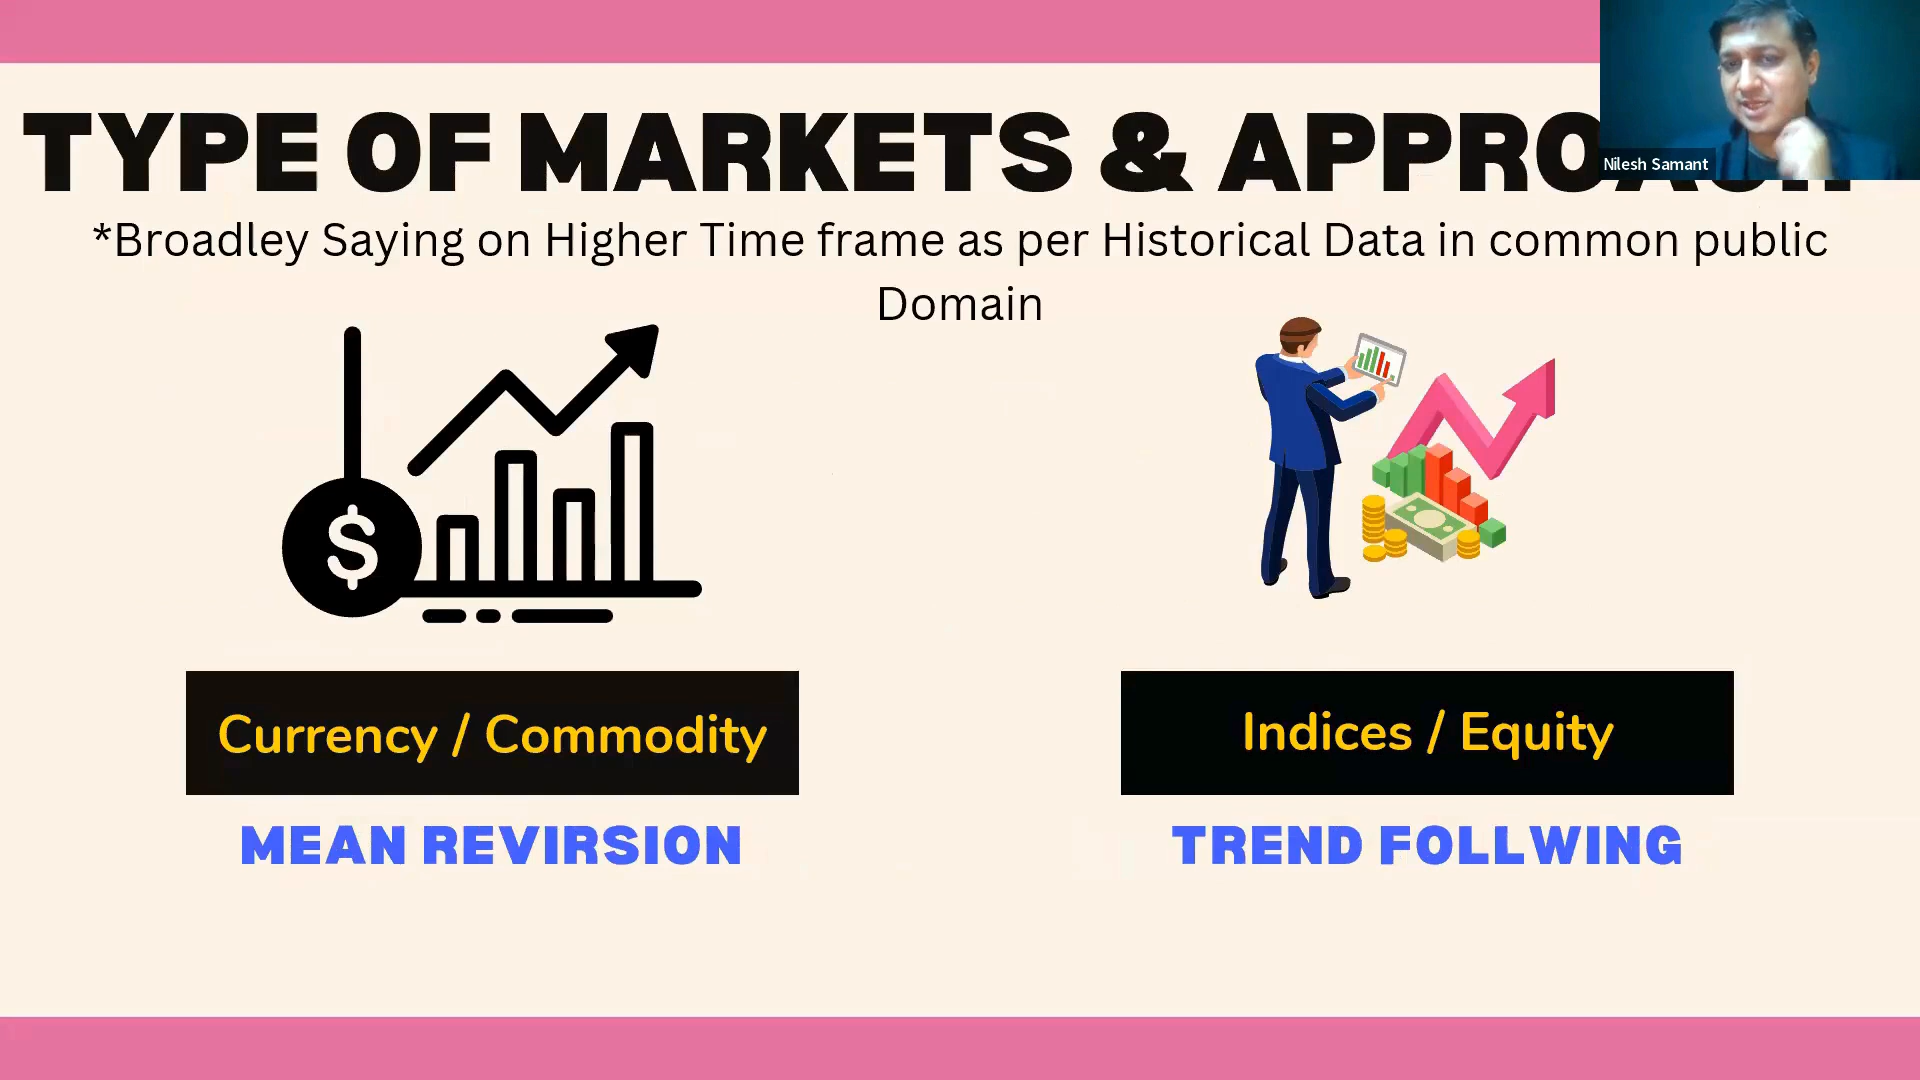 TYPE OF MARKETS &
Nilesh Samant
*Broadley Saying on Higher Time frame as per Historical Data in common public
Domain
$
Currency / Commodity
Indices / Equity
MEAN REVIRSION
TREND FOLLWING